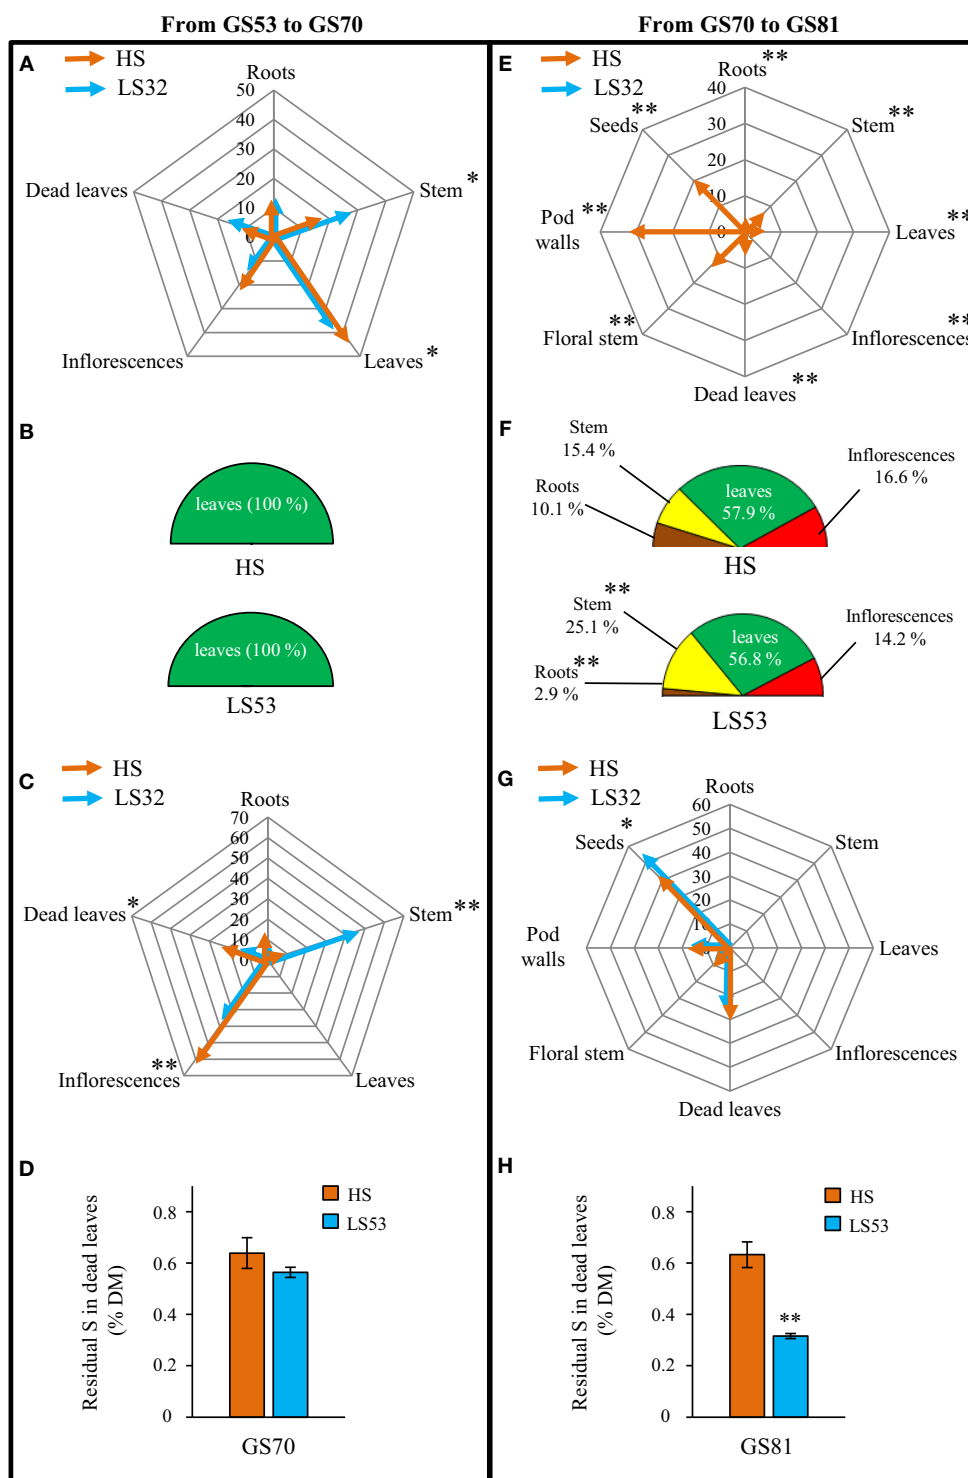 From GS53 to GS70
A
HS
LS32
Roots
50
40
30
20
10
0
Stem *
Leaves *
Inflorescences
Dead leaves
B
leaves (100 %)
HS
leaves (100 %)
LS53
C
HS
LS32
Roots
70
60
50
40
30
20
10
0
Stem**
Leaves
Inflorescences **
Dead leaves *
D
Residual S in dead leaves
(% DM)
0.8
0.6
0.4
0.2
0
HS
LS53
GS70
From GS70 to GS81
E
HS
LS32
Roots **
40
30
20
10
0
Stem **
Leaves **
Inflorescences **
Dead leaves **
Floral stem **
Pod
walls **
Seeds **
F
Stem
15.4 %
Roots
10.1 %
leaves
57.9 %
Inflorescences
16.6 %
HS
Stem **
25.1 %
Roots **
2.9 %
leaves
56.8 %
Inflorescences
14.2 %
LS53
G
HS
LS32
Roots
60
50
40
30
20
10
0
Stem
Leaves
Inflorescences
Dead leaves
Floral stem
Pod
walls
Seeds *
H
Residual S in dead leaves
(% DM)
0.8
0.6
0.4
0.2
0
HS
LS53
**
GS81